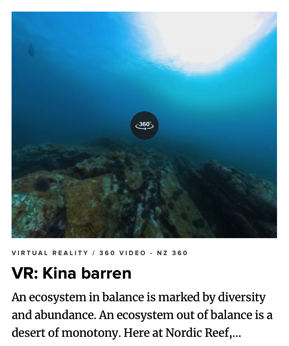 360°
VIRTUAL REALITY / 360 VIDEO - NZ 360
VR: Kina barren
An ecosystem in balance is marked by diversity
and abundance. An ecosystem out of balance is a
desert of monotony. Here at Nordic Reef,...